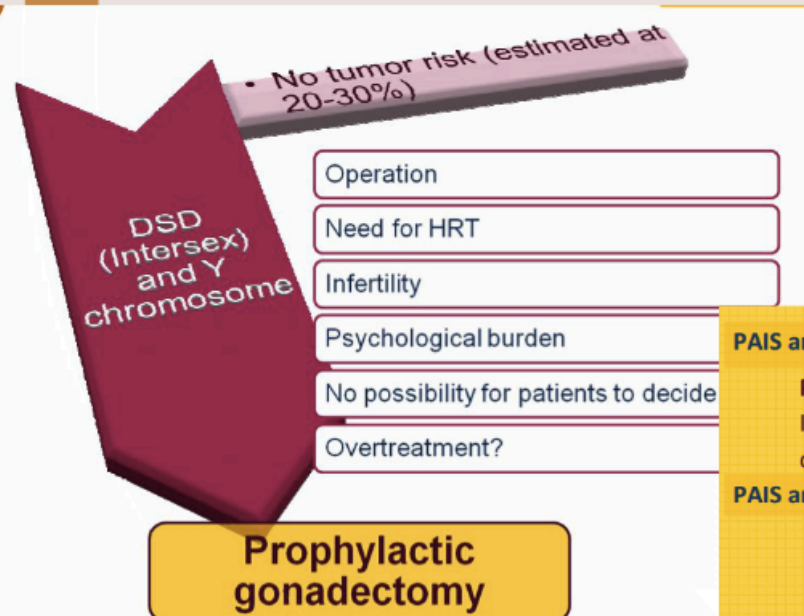 • No tumor risk (estimated at
20-30%)
DSD
(Intersex)
and Y
chromosome
Operation
Need for HRT
Infertility
Psychological burden
No possibility for patients to decide
Overtreatment?
Prophylactic
gonadectomy
PAIS
PAIS